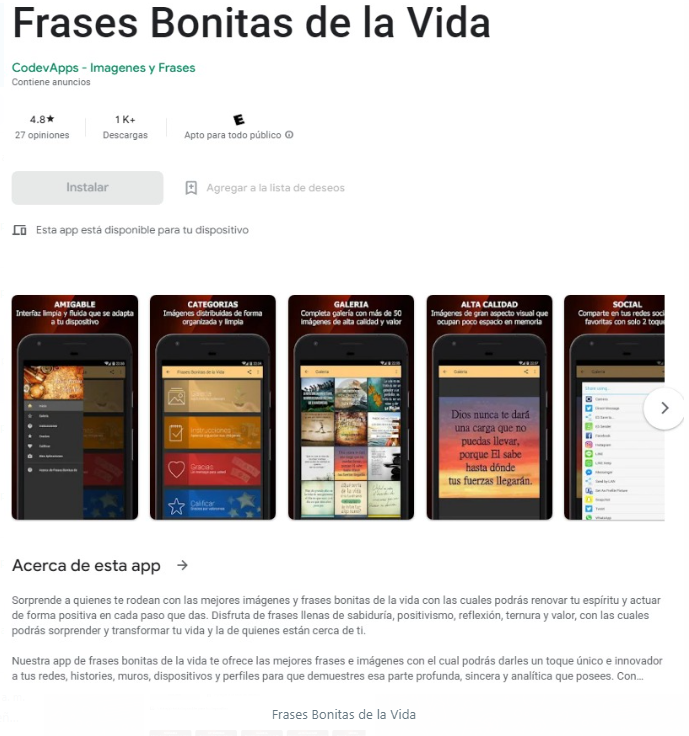 Frases Bonitas de la Vida
CodevApps - Imagenes y Frases
Contiene anuncios
4.8★
27 opiniones
1 K+
Descargas
E
Apto para todo público
Instalar
Agregar a la lista de deseos
Esta app está disponible para tu dispositivo
AMIGABLE
Interfaz limpia y fluida que se adapta
a tu dispositivo
CATEGORIAS
Imágenes distribuidas de forma
organizada y limpia
Frases Bonitas de la Vida
Instrucciones
Gracias
Calificar
GALERIA
Completa galería con más de 50
imágenes de alta calidad y valor
Galeria
ALTA CALIDAD
Imágenes de gran aspecto visual que
ocupan poco espacio en memoria
Galeria
Dios nunca te dará
una carga que no
puedas llevar,
porque El sabe
hasta dónde
tus fuerzas llegarán.
SOCIAL
Comparte en tus redes soci
favoritas con solo 2 toqu
Facebook
Instagram
LINE
Messenger
Tweet
WhatsApp
Acerca de esta app →
Sorprende a quienes te rodean con las mejores imágenes y frases bonitas de la vida con las cuales podrás renovar tu espíritu y actuar
de forma positiva en cada paso que das. Disfruta de frases llenas de sabiduría, positivismo, reflexión, ternura y valor, con las cuales
podrás sorprender y transformar tu vida y la de quienes están cerca de ti.
Nuestra app de frases bonitas de la vida te ofrece las mejores frases e imágenes con el cual podrás darles un toque único e innovador
a tus redes, histories, muros, dispositivos y perfiles para que demuestres esa parte profunda, sincera y analítica que posees. Con...
Frases Bonitas de la Vida